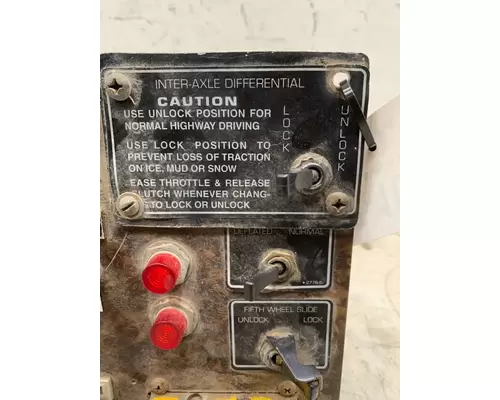 INTER-AXLE DIFFERENTIAL
CAUTION
USE UNLOCK POSITION FOR
NORMAL HIGHWAY DRIVING
USE LOCK POSITION TO
PREVENT LOSS OF TRACTION
ON ICE, MUD OR SNOW
EASE THROTTLE & RELEASE
CLUTCH WHENEVER CHANG-
TO LOCK OR UNLOCK
LOCK
UNLOCK
DEFLATED NORMAL
FIFTH WHEEL SLIDE
UNLOCK LOCK